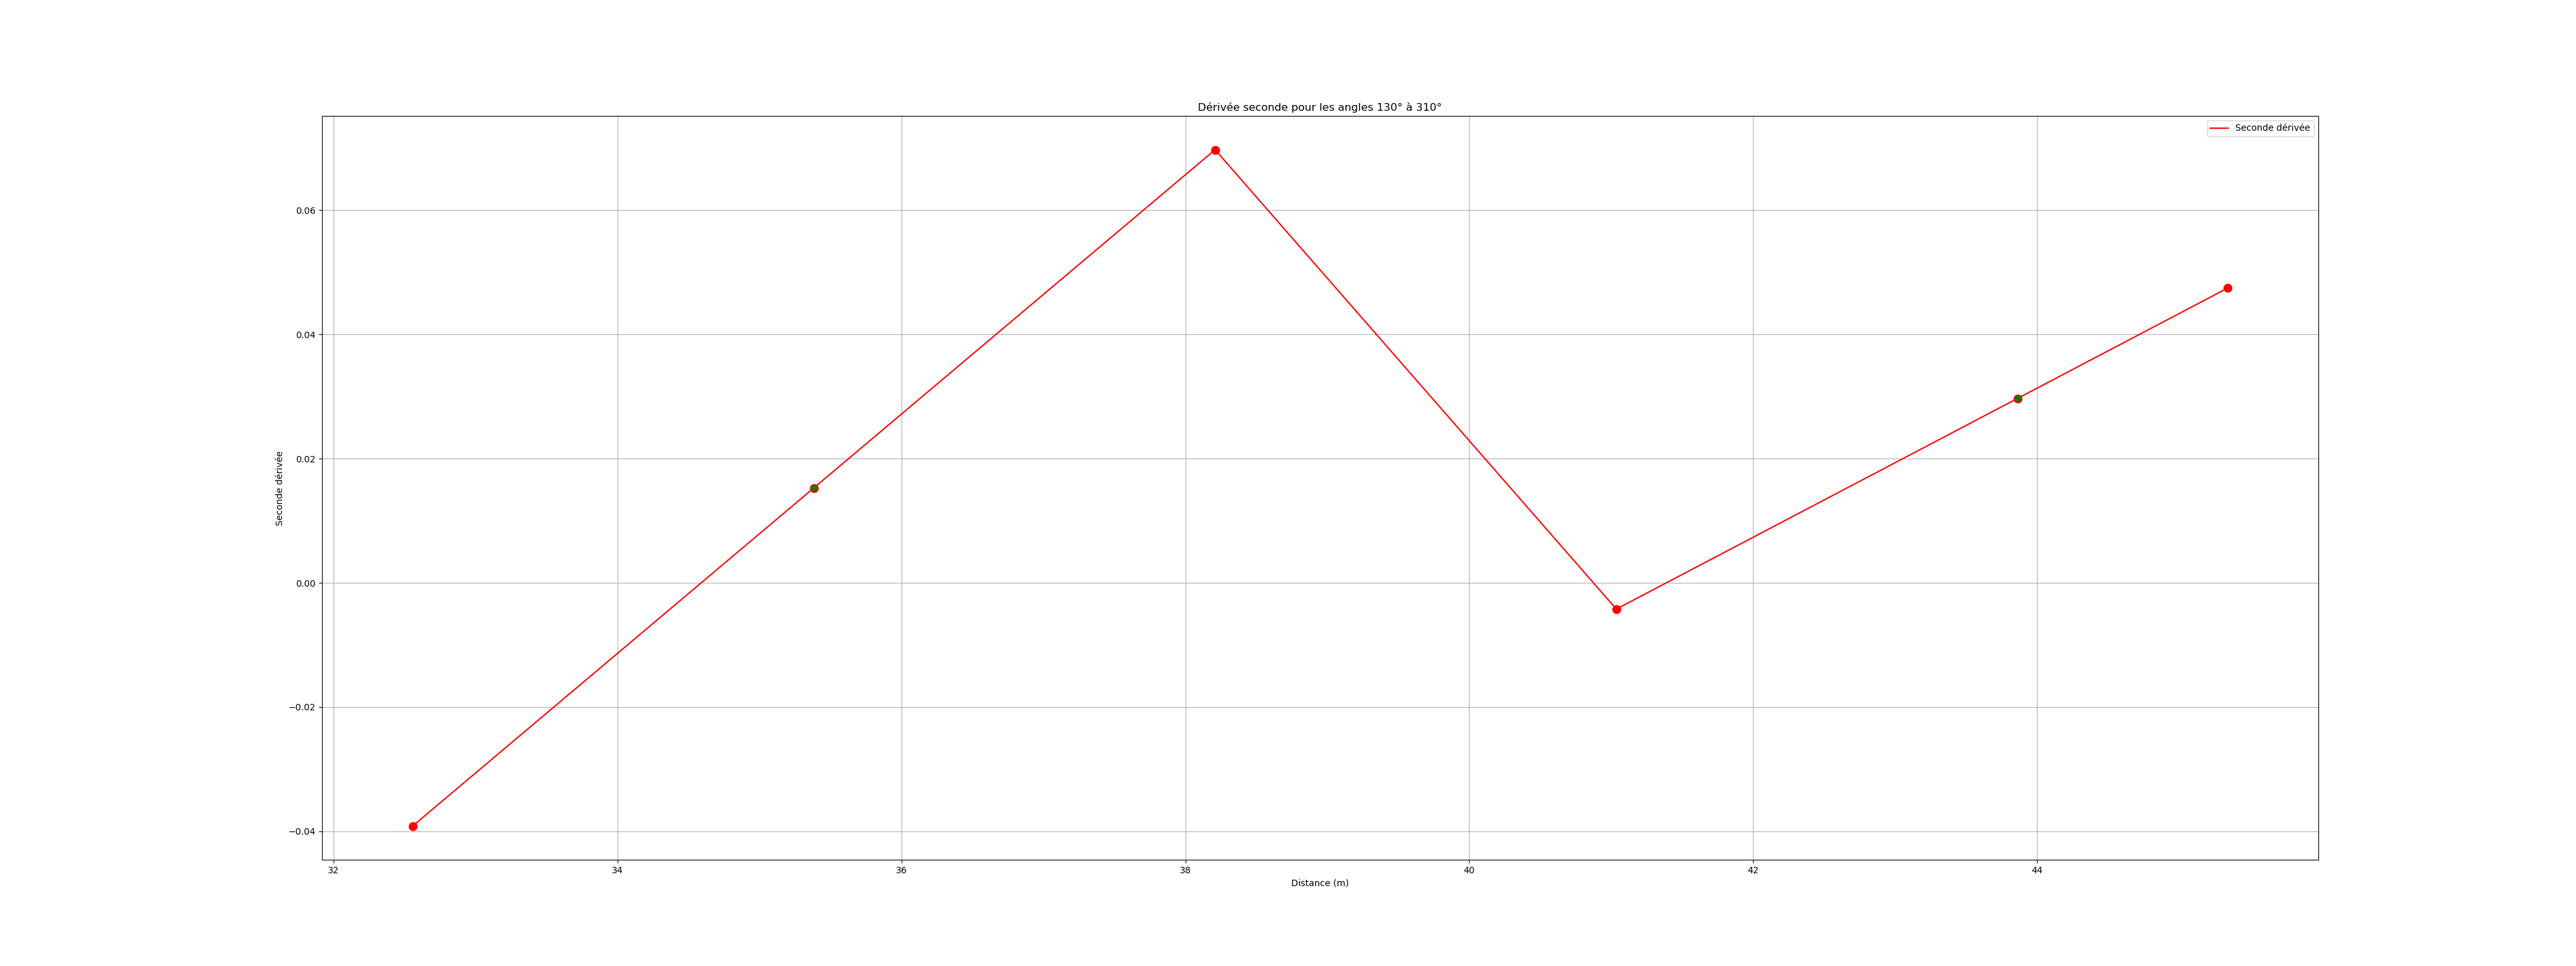 Dérivée seconde pour les angles 130° à 310°
Seconde dérivée
0.06
0.04
0.02
0.00
−0.02
−0.04
Seconde dérivée
32 34 36 38 40 42 44
Distance (m)